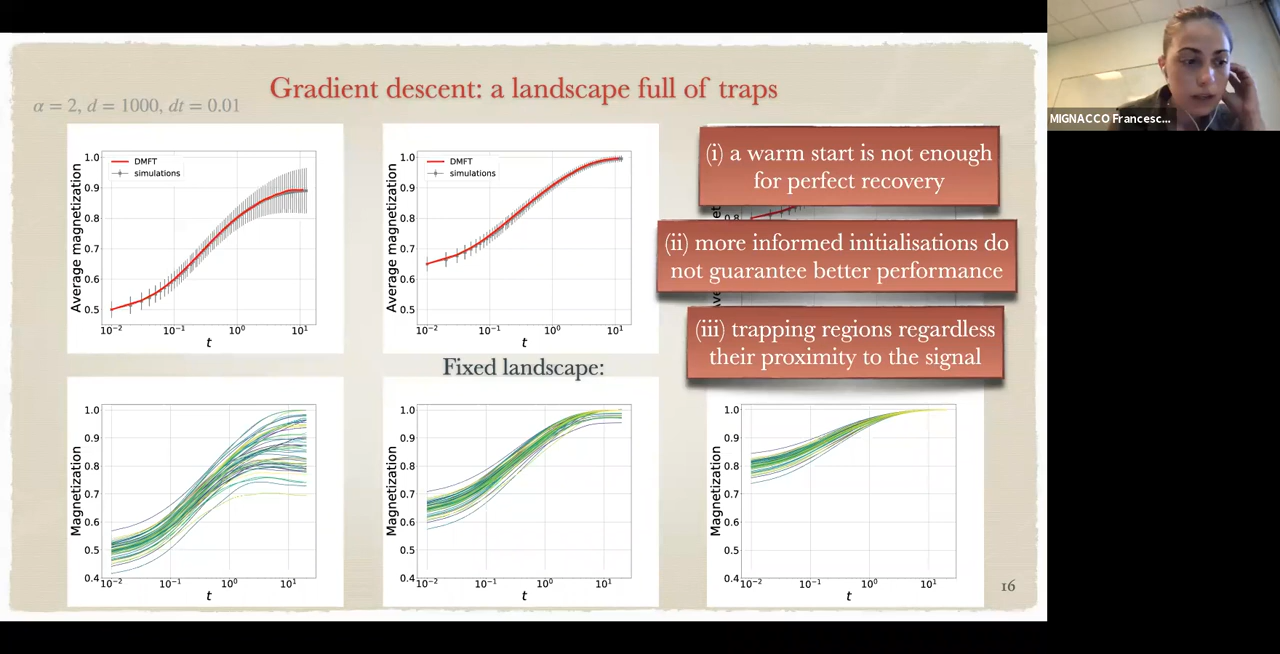 Gradient descent: a landscape full of traps
α = 2, d = 1000, dt = 0.01
DMFT
simulations
Average magnetization
1.0
0.9
0.8
0.7
0.6
0.5
10⁻²
10⁻¹
10⁰
10¹
t
DMFT
simulations
Average magnetization
1.0
0.9
0.8
0.7
0.6
0.5
10⁻²
10⁻¹
10⁰
10¹
t
(i) a warm start is not enough
for perfect recovery
0.8
(ii) more informed initialisations do
not guarantee better performance
(iii) trapping regions regardless
their proximity to the signal
Fixed landscape:
Magnetization
1.0
0.9
0.8
0.7
0.6
0.5
0.4
10⁻²
10⁻¹
10⁰
10¹
t
Magnetization
1.0
0.9
0.8
0.7
0.6
0.5
0.4
10⁻²
10⁻¹
10⁰
10¹
t
Magnetization
1.0
0.9
0.8
0.7
0.6
0.5
0.4
10⁻²
10⁻¹
10⁰
10¹
t
16
MIGNACCO Francesc...